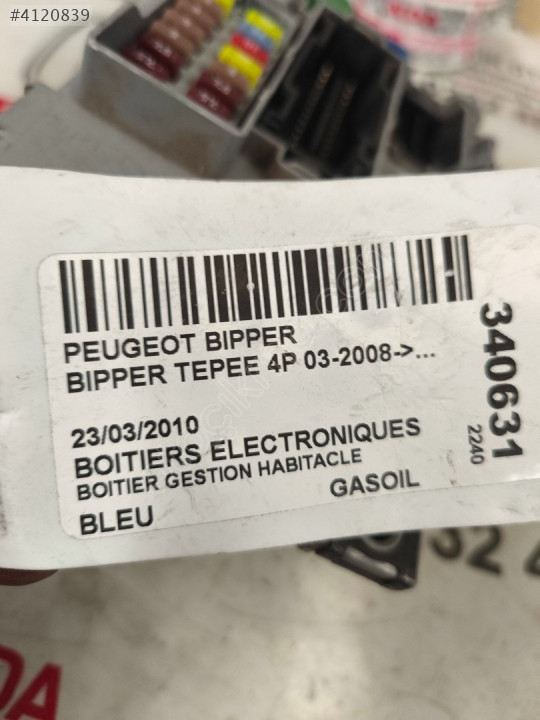 #4120839
PEUGEOT BIPPER
BIPPER TEPEE 4P 03-2008->...
23/03/2010
BOITIERS ELECTRONIQUES
BOITIER GESTION HABITACLE
GASOIL
BLEU
340631
2240